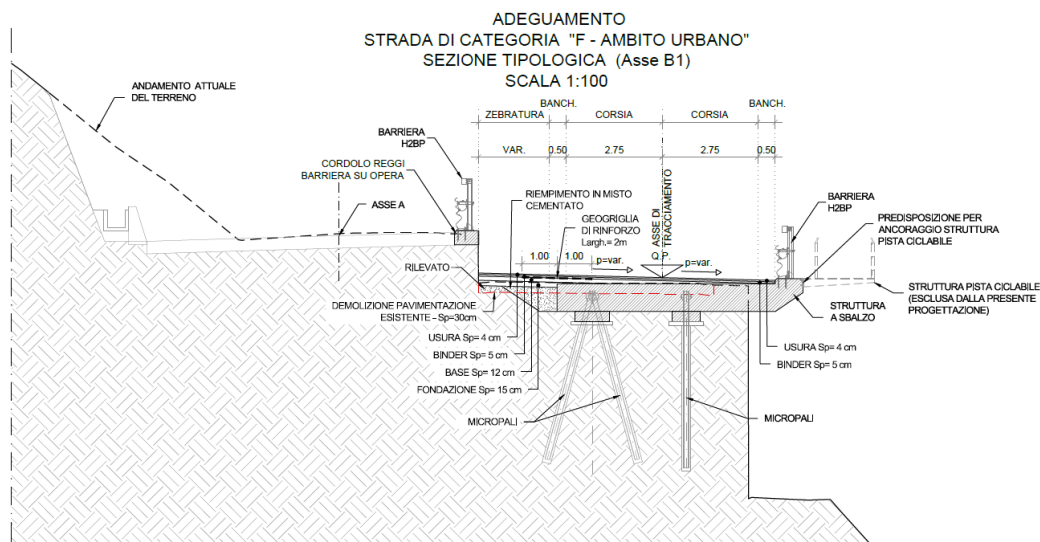 ADEGUAMENTO
STRADA DI CATEGORIA "F - AMBITO URBANO"
SEZIONE TIPOLOGICA (Asse B1)
SCALA 1:100
ANDAMENTO ATTUALE
DEL TERRENO
BANCH.
BANCH.
ZEBRATURA
CORSIA
CORSIA
BARRIERA
H2BP
VAR.
0.50
2.75
2.75
0.50
CORDOLO REGGI
BARRIERA SU OPERA
ASSE A
RIEMPIMENTO IN MISTO
CEMENTATO
GEOGRIGLIA
DI RINFORZO
Largh.= 2m
ASSE DI
TRACCIAMENTO
Q.P.
BARRIERA
H2BP
PREDISPOSIZIONE PER
ANCORAGGIO STRUTTURA
PISTA CICLABILE
1.00
1.00
p=var.
p=var.
RILEVATO
DEMOLIZIONE PAVIMENTAZIONE
ESISTENTE - Sp=30cm
STRUTTURA
A SBALZO
STRUTTURA PISTA CICLABILE
(ESCLUSA DALLA PRESENTE
PROGETTAZIONE)
USURA Sp= 4 cm
BINDER Sp= 5 cm
BASE Sp= 12 cm
FONDAZIONE Sp= 15 cm
USURA Sp= 4 cm
BINDER Sp= 5 cm
MICROPALI
MICROPALI